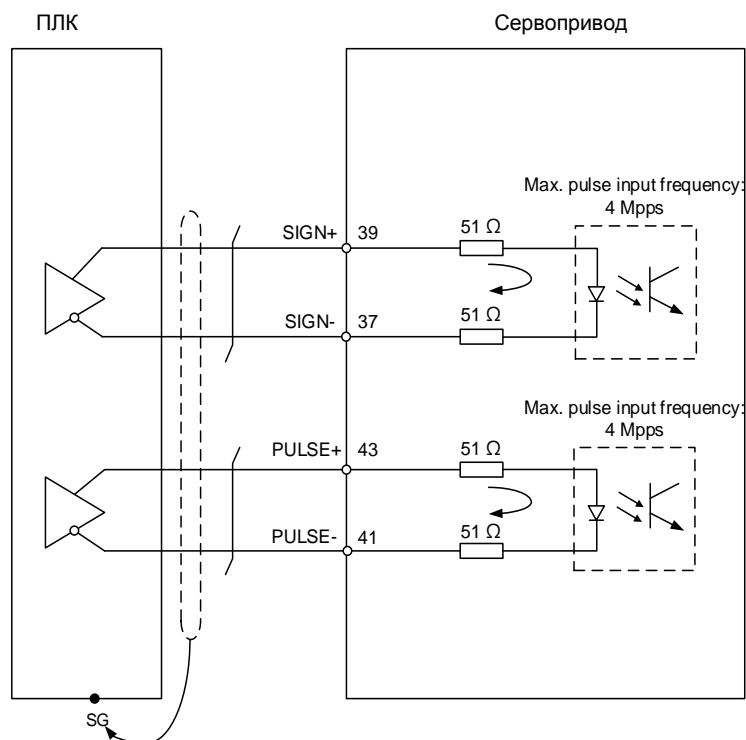 ПЛК
Сервопривод
Max. pulse input frequency:
4 Mpps
SIGN+ 39
51 Ω
SIGN- 37
51 Ω
Max. pulse input frequency:
4 Mpps
PULSE+ 43
51 Ω
PULSE- 41
51 Ω
SG